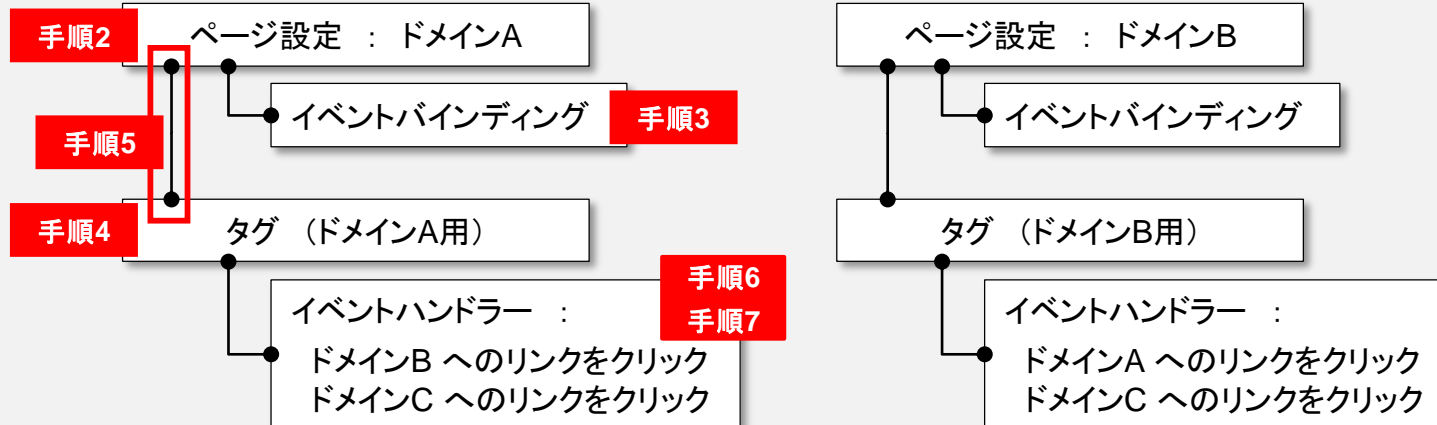 手順2
ページ設定 : ドメインA
イベントバインディング
手順3
手順5
手順4
タグ (ドメインA用)
手順6
手順7
イベントハンドラー :
ドメインB へのリンクをクリック
ドメインC へのリンクをクリック
ページ設定 : ドメインB
イベントバインディング
タグ (ドメインB用)
イベントハンドラー :
ドメインA へのリンクをクリック
ドメインC へのリンクをクリック